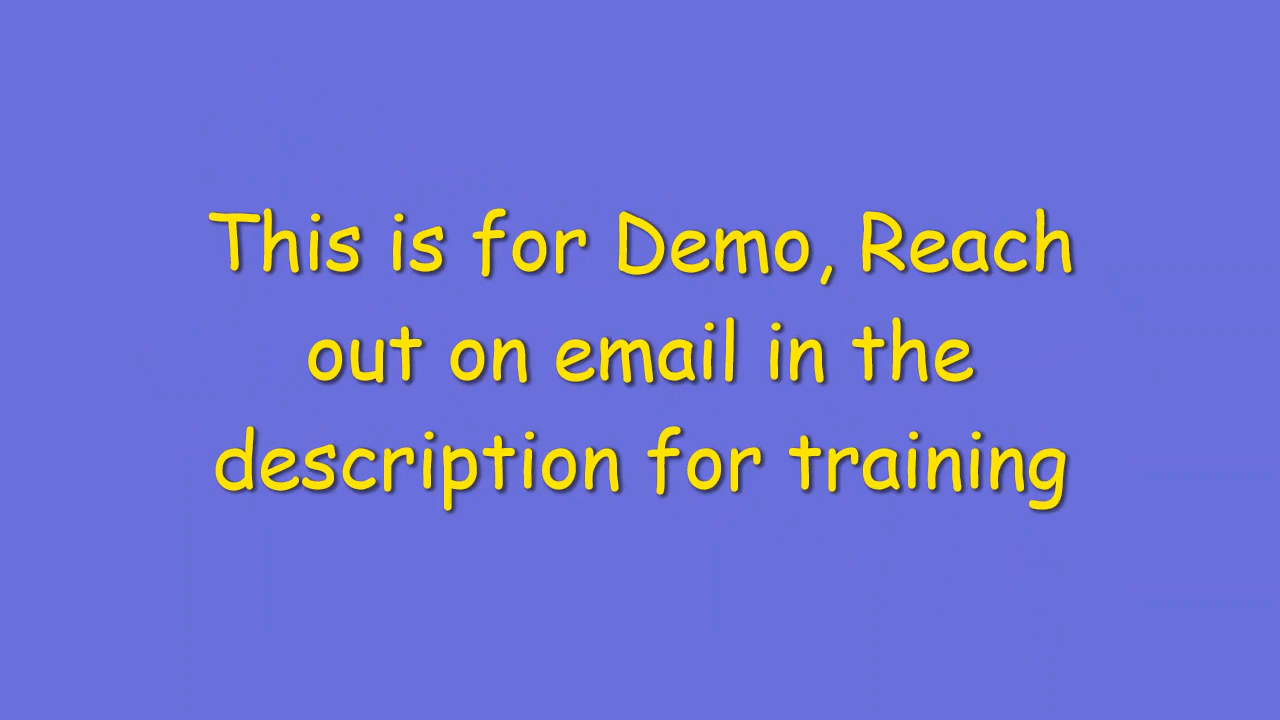 This is for Demo, Reach
out on email in the
description for training